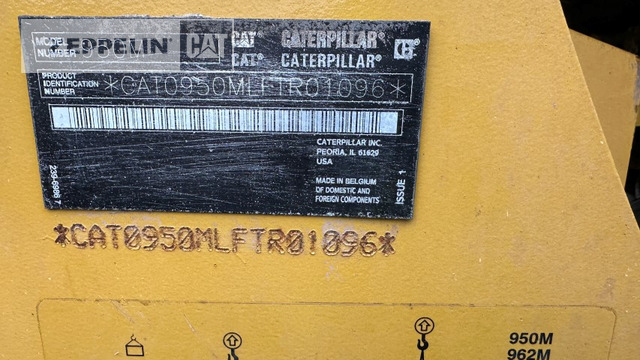 MODEL NUMBER 950M
CAT CAT CATERPILLAR
CAT CATERPILLAR
PRODUCT IDENTIFICATION NUMBER *CAT0950MLFTR01096*
CATERPILLAR INC.
PEORIA, IL 61629
USA
MADE IN BELGIUM
OF DOMESTIC AND
FOREIGN COMPONENTS
ISSUE 1
*CAT0950MLFTR01096*
950M
962M